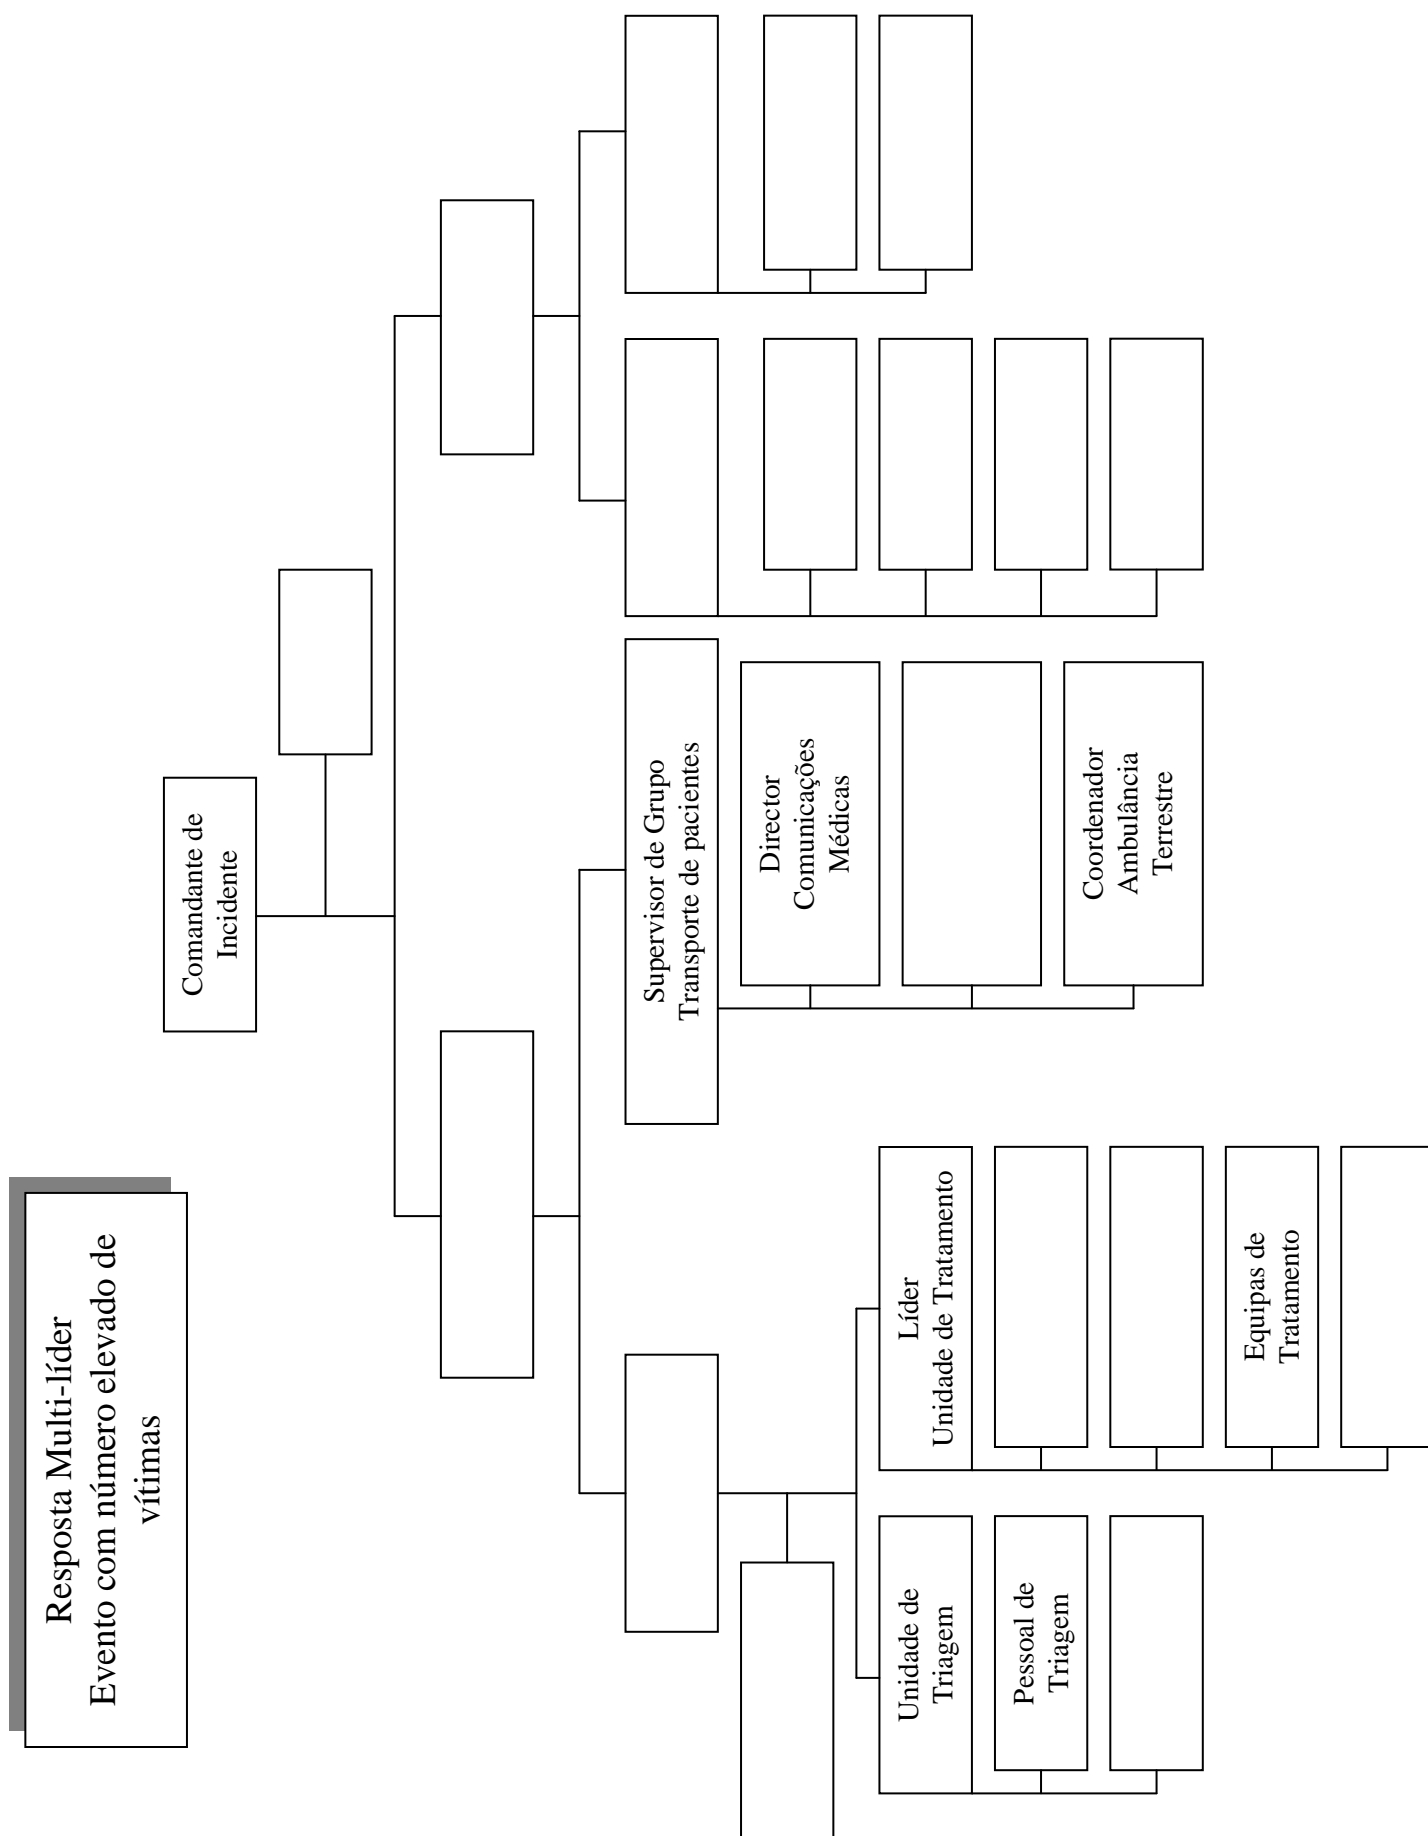 Resposta Multi-líder
Evento com número elevado de
vítimas
Comandante de
Incidente
Supervisor de Grupo
Transporte de pacientes
Director
Comunicações
Médicas
Coordenador
Ambulância
Terrestre
Líder
Unidade de Tratamento
Equipas de
Tratamento
Unidade de
Triagem
Pessoal de
Triagem